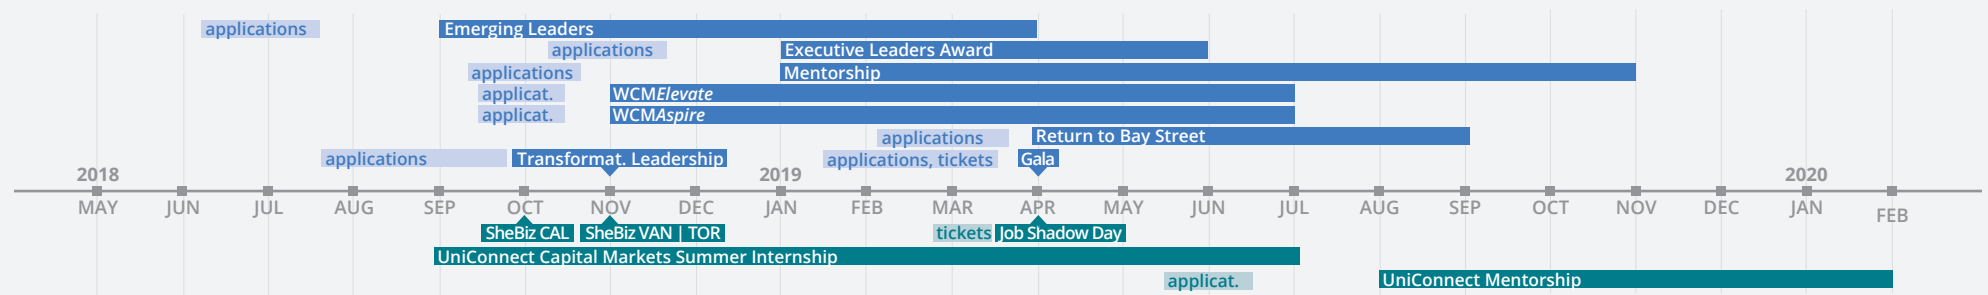 applications Emerging Leaders
applications Executive Leaders Award
applications Mentorship
applicat. WCMElevate
applicat. WCMAspire
applications Return to Bay Street
applications Transformat. Leadership applications, tickets Gala
2018 2019 2020
MAY JUN JUL AUG SEP OCT NOV DEC JAN FEB MAR APR MAY JUN JUL AUG SEP OCT NOV DEC JAN FEB
SheBiz CAL SheBiz VAN | TOR tickets Job Shadow Day
UniConnect Capital Markets Summer Internship
applicat. UniConnect Mentorship